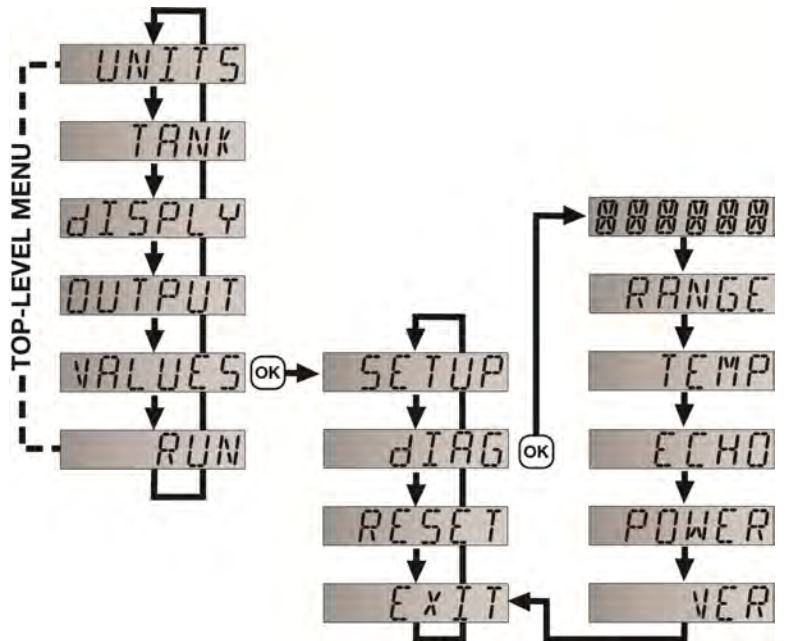 TOP-LEVEL MENU
UNITS
TANK
dISPLY
OUTPUT
VALUES
RUN
OK
SETUP
dIAG
RESET
ExIT
OK
888888
RANGE
TEMP
ECHO
POWER
VER